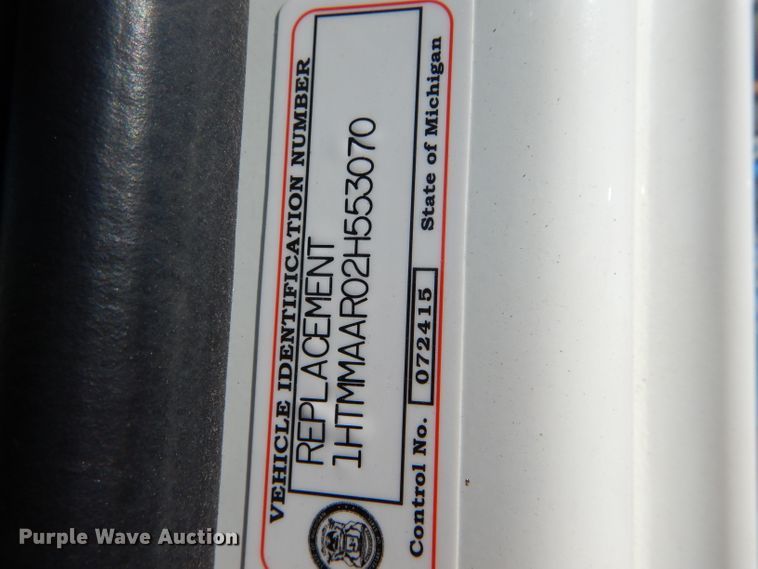 VEHICLE IDENTIFICATION NUMBER
REPLACEMENT
1HTMMAAR02H553070
Control No. 072415 State of Michigan
Purple Wave Auction